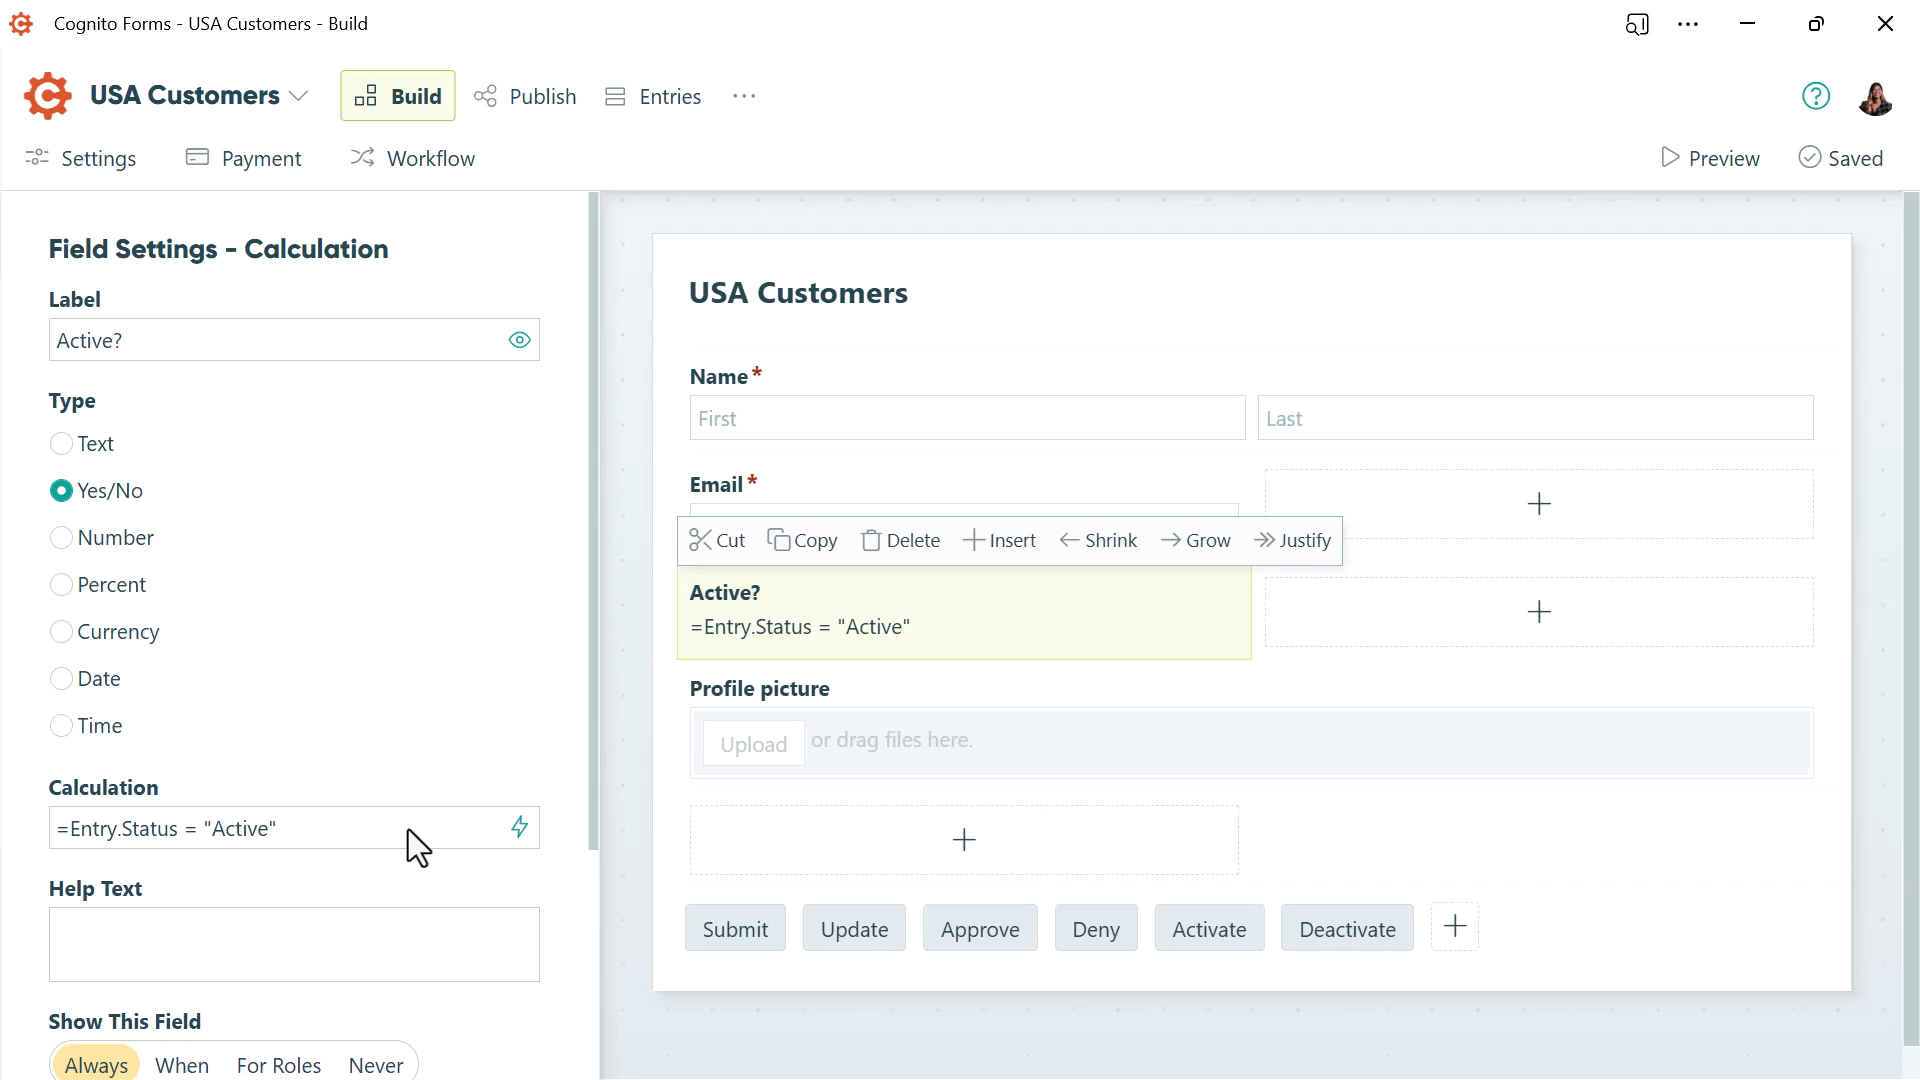 Cognito Forms - USA Customers - Build
USA Customers
Build
Publish
Entries
Settings
Payment
Workflow
Preview
Saved
Field Settings - Calculation
Label
Active?
Type
Text
Yes/No
Number
Percent
Currency
Date
Time
Calculation
=Entry.Status = "Active"
Help Text
Show This Field
Always When For Roles Never
USA Customers
Name*
First
Last
Email*
Cut Copy Delete Insert Shrink Grow Justify
Active?
=Entry.Status = "Active"
Profile picture
Upload or drag files here.
Submit Update Approve Deny Activate Deactivate